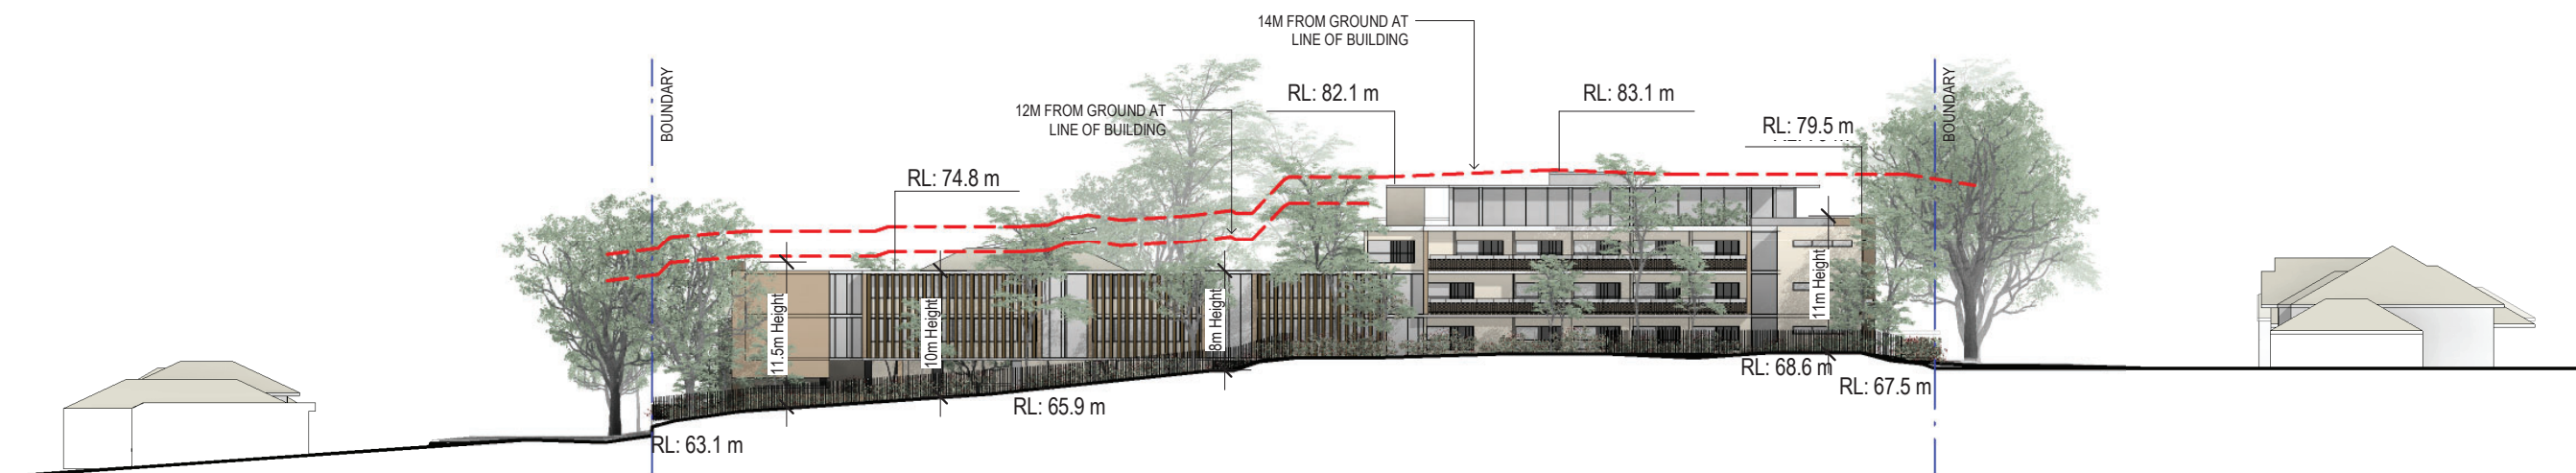 14M FROM GROUND AT
LINE OF BUILDING
BOUNDARY
BOUNDARY
RL: 82.1 m
RL: 83.1 m
12M FROM GROUND AT
LINE OF BUILDING
RL: 79.5 m
RL: 74.8 m
11.5m Height
10m Height
8m Height
11m Height
RL: 68.6 m
RL: 67.5 m
RL: 65.9 m
RL: 63.1 m